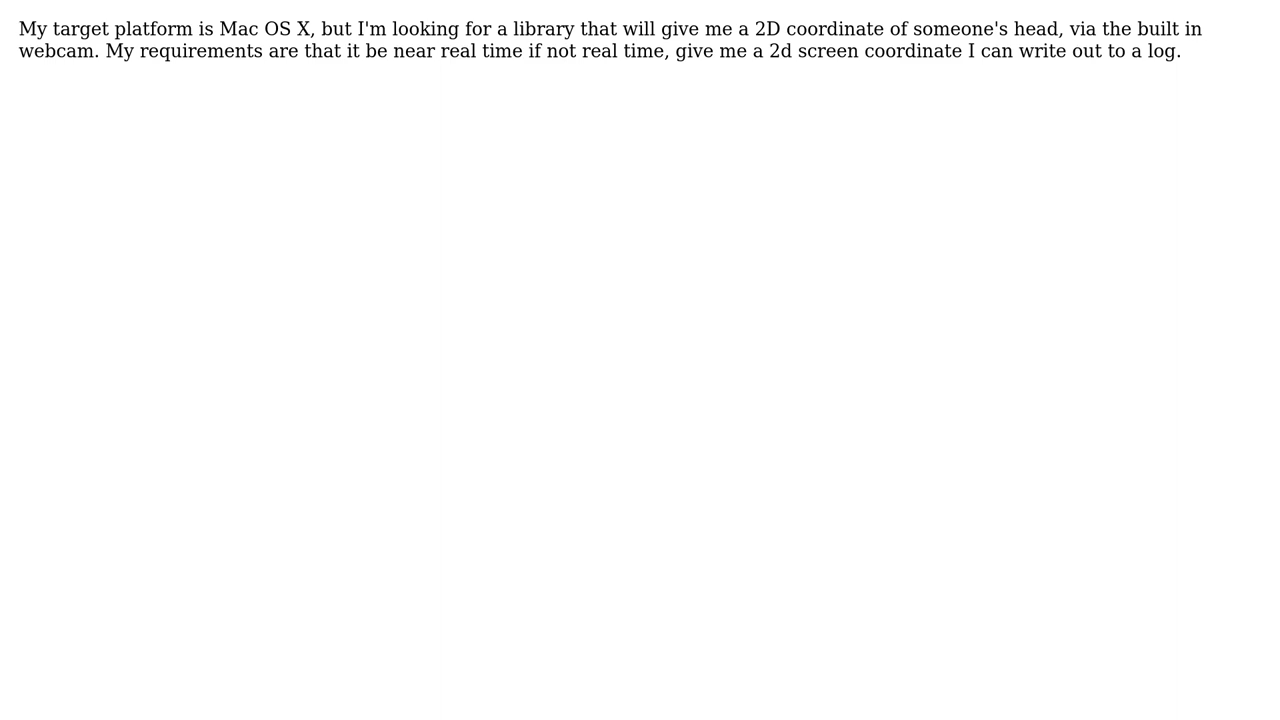 My target platform is Mac OS X, but I'm looking for a library that will give me a 2D coordinate of someone's head, via the built in
webcam. My requirements are that it be near real time if not real time, give me a 2d screen coordinate I can write out to a log.